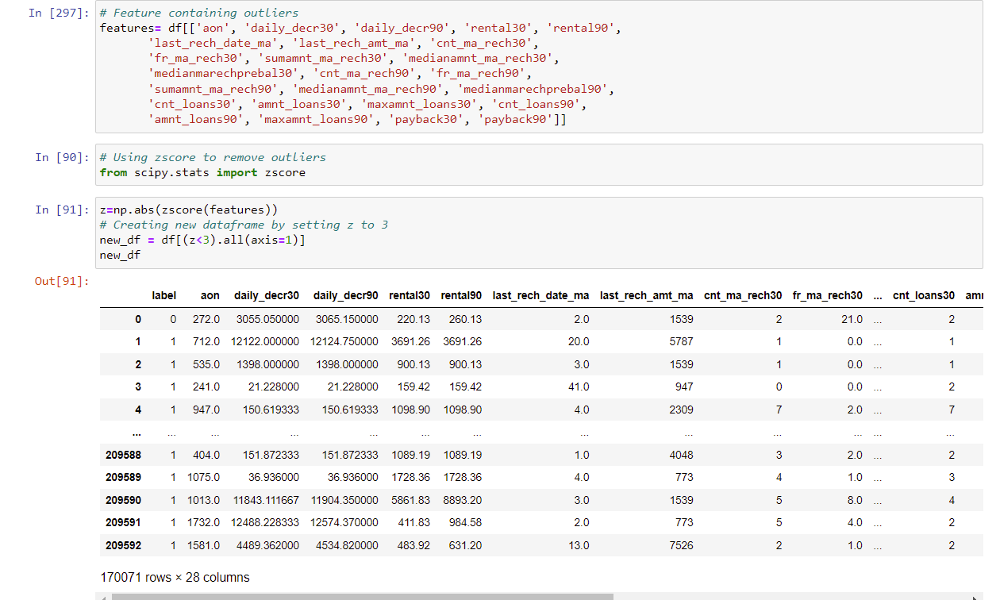 In [297]: # Feature containing outliers
features= df[['aon', 'daily_decr30', 'daily_decr90', 'rental30', 'rental90',
'last_rech_date_ma', 'last_rech_amt_ma', 'cnt_ma_rech30',
'fr_ma_rech30', 'sumamnt_ma_rech30', 'medianamnt_ma_rech30',
'medianmarechprebal30', 'cnt_ma_rech90', 'fr_ma_rech90',
'sumamnt_ma_rech90', 'medianamnt_ma_rech90', 'medianmarechprebal90',
'cnt_loans30', 'amnt_loans30', 'maxamnt_loans30', 'cnt_loans90',
'amnt_loans90', 'maxamnt_loans90', 'payback30', 'payback90']]
In [90]: # Using zscore to remove outliers
from scipy.stats import zscore
In [91]: z=np.abs(zscore(features))
# Creating new dataframe by setting z to 3
new_df = df[(z<3).all(axis=1)]
new_df
Out[91]:
label aon daily_decr30 daily_decr90 rental30 rental90 last_rech_date_ma last_rech_amt_ma cnt_ma_rech30 fr_ma_rech30 ... cnt_loans30
0 0 272.0 3055.050000 3065.150000 220.13 260.13 2.0 1539 2 21.0 ... 2
1 1 712.0 12122.000000 12124.750000 3691.26 3691.26 20.0 5787 1 0.0 ... 1
2 1 535.0 1398.000000 1398.000000 900.13 900.13 3.0 1539 1 0.0 ... 1
3 1 241.0 21.228000 21.228000 159.42 159.42 41.0 947 0 0.0 ... 2
4 1 947.0 150.619333 150.619333 1098.90 1098.90 4.0 2309 7 2.0 ... 7
... ... ... ... ... ... ... ... ... ... ... ... ...
209588 1 404.0 151.872333 151.872333 1089.19 1089.19 1.0 4048 3 2.0 ... 2
209589 1 1075.0 36.936000 36.936000 1728.36 1728.36 4.0 773 4 1.0 ... 3
209590 1 1013.0 11843.111667 11904.350000 5861.83 8893.20 3.0 1539 5 8.0 ... 4
209591 1 1732.0 12488.228333 12574.370000 411.83 984.58 2.0 773 5 4.0 ... 2
209592 1 1581.0 4489.362000 4534.820000 483.92 631.20 13.0 7526 2 1.0 ... 2
170071 rows × 28 columns